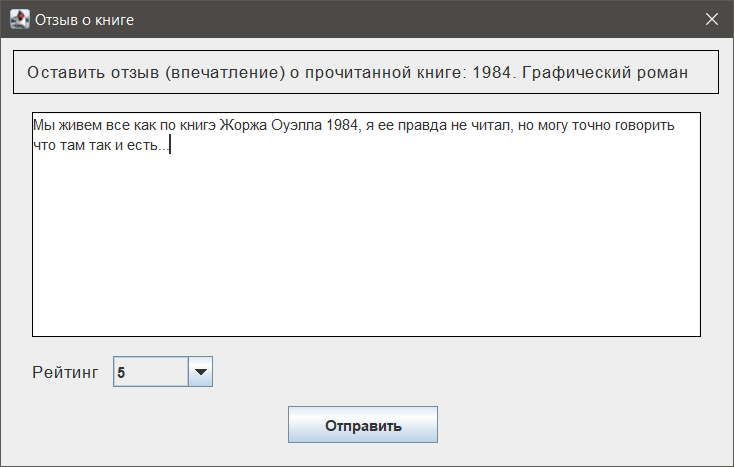 Отзыв о книге
Оставить отзыв (впечатление) о прочитанной книге: 1984. Графический роман
Мы живем все как по книгэ Жоржа Оуэлла 1984, я ее правда не читал, но могу точно говорить
что там так и есть...
Рейтинг 5
Отправить